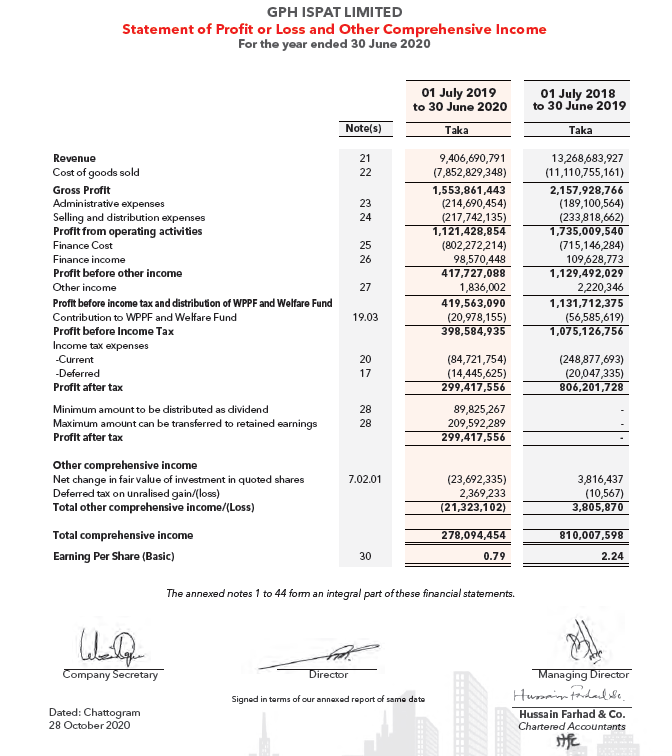 GPH ISPAT LIMITED
Statement of Profit or Loss and Other Comprehensive Income
For the year ended 30 June 2020
01 July 2019 01 July 2018
to 30 June 2020 to 30 June 2019
Note(s) Taka Taka
Revenue 21 9,406,690,791 13,268,683,927
Cost of goods sold 22 (7,852,829,348) (11,110,755,161)
Gross Profit 1,553,861,443 2,157,928,766
Administrative expenses 23 (214,690,454) (189,100,564)
Selling and distribution expenses 24 (217,742,135) (233,818,662)
Profit from operating activities 1,121,428,854 1,735,009,540
Finance Cost 25 (802,272,214) (715,146,284)
Finance income 26 98,570,448 109,628,773
Profit before other income 417,727,088 1,129,492,029
Other income 27 1,836,002 2,220,346
Profit before income tax and distribution of WPPF and Welfare Fund 419,563,090 1,131,712,375
Contribution to WPPF and Welfare Fund 19.03 (20,978,155) (56,585,619)
Profit before Income Tax 398,584,935 1,075,126,756
Income tax expenses
-Current 20 (84,721,754) (248,877,693)
-Deferred 17 (14,445,625) (20,047,335)
Profit after tax 299,417,556 806,201,728
Minimum amount to be distributed as dividend 28 89,825,267 -
Maximum amount can be transferred to retained earnings 28 209,592,289 -
Profit after tax 299,417,556 -
Other comprehensive income
Net change in fair value of investment in quoted shares 7.02.01 (23,692,335) 3,816,437
Deferred tax on unralised gain/(loss) 2,369,233 (10,567)
Total other comprehensive income/(Loss) (21,323,102) 3,805,870
Total comprehensive income 278,094,454 810,007,598
Earning Per Share (Basic) 30 0.79 2.24
The annexed notes 1 to 44 form an integral part of these financial statements.
Company Secretary Director Managing Director
Signed in terms of our annexed report of same date
Hussain Farhad & Co.
Dated: Chattogram Hussain Farhad & Co.
28 October 2020 Chartered Accountants